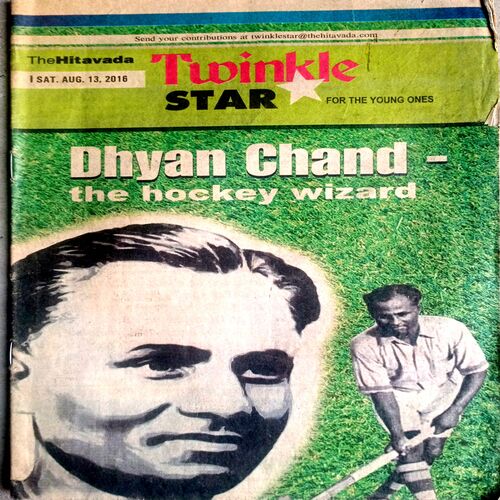 Send your contributions at twinklestar@thehitavada.com
TheHitavada
SAT. AUG. 13, 2016
Twinkle
STAR
FOR THE YOUNG ONES
Dhyan Chand -
the hockey wizard